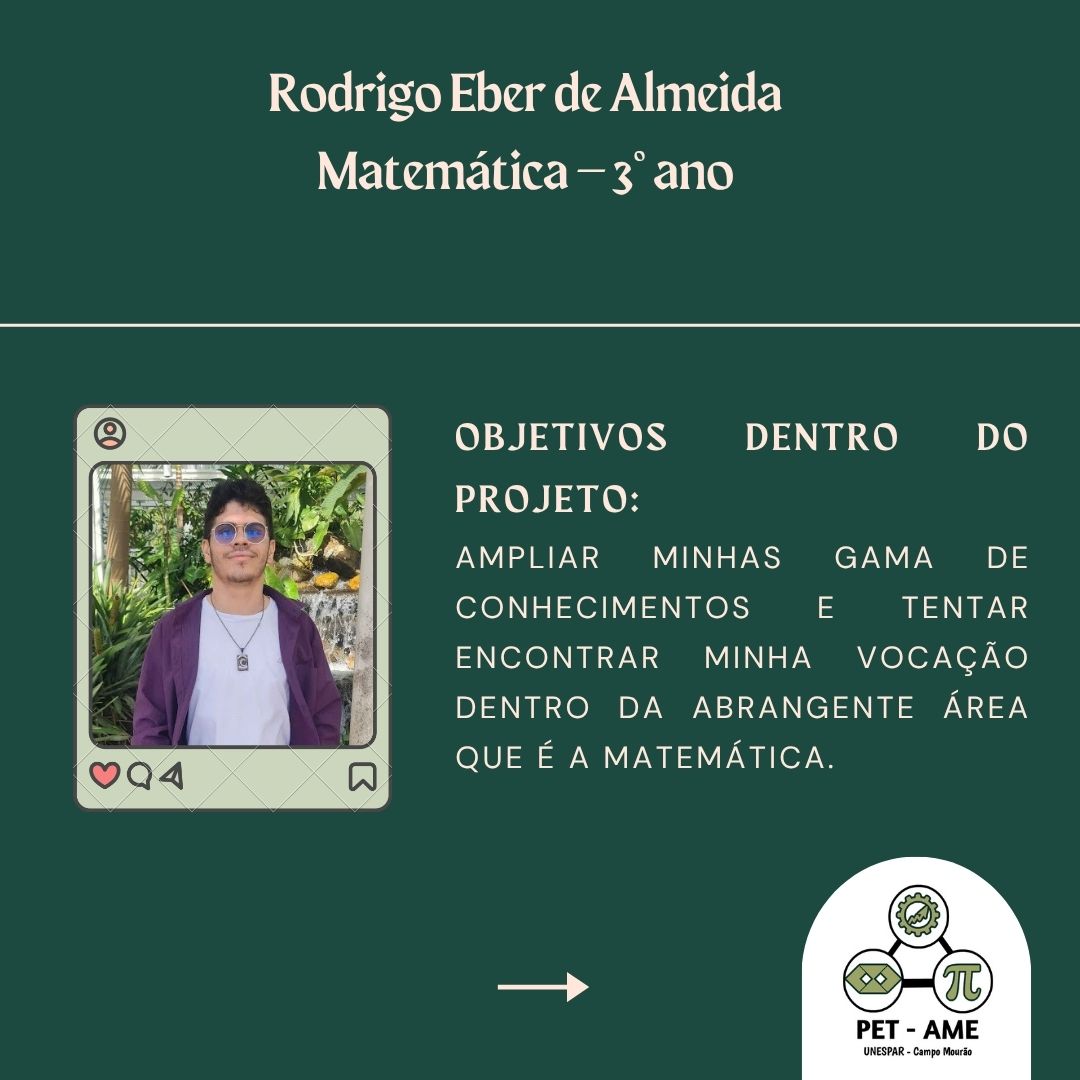 Rodrigo Eber de Almeida
Matemática – 3° ano
OBJETIVOS DENTRO DO
PROJETO:
AMPLIAR MINHAS GAMA DE
CONHECIMENTOS E TENTAR
ENCONTRAR MINHA VOCAÇÃO
DENTRO DA ABRANGENTE ÁREA
QUE É A MATEMÁTICA.
π
PET - AME
UNESPAR - Campo Mourão